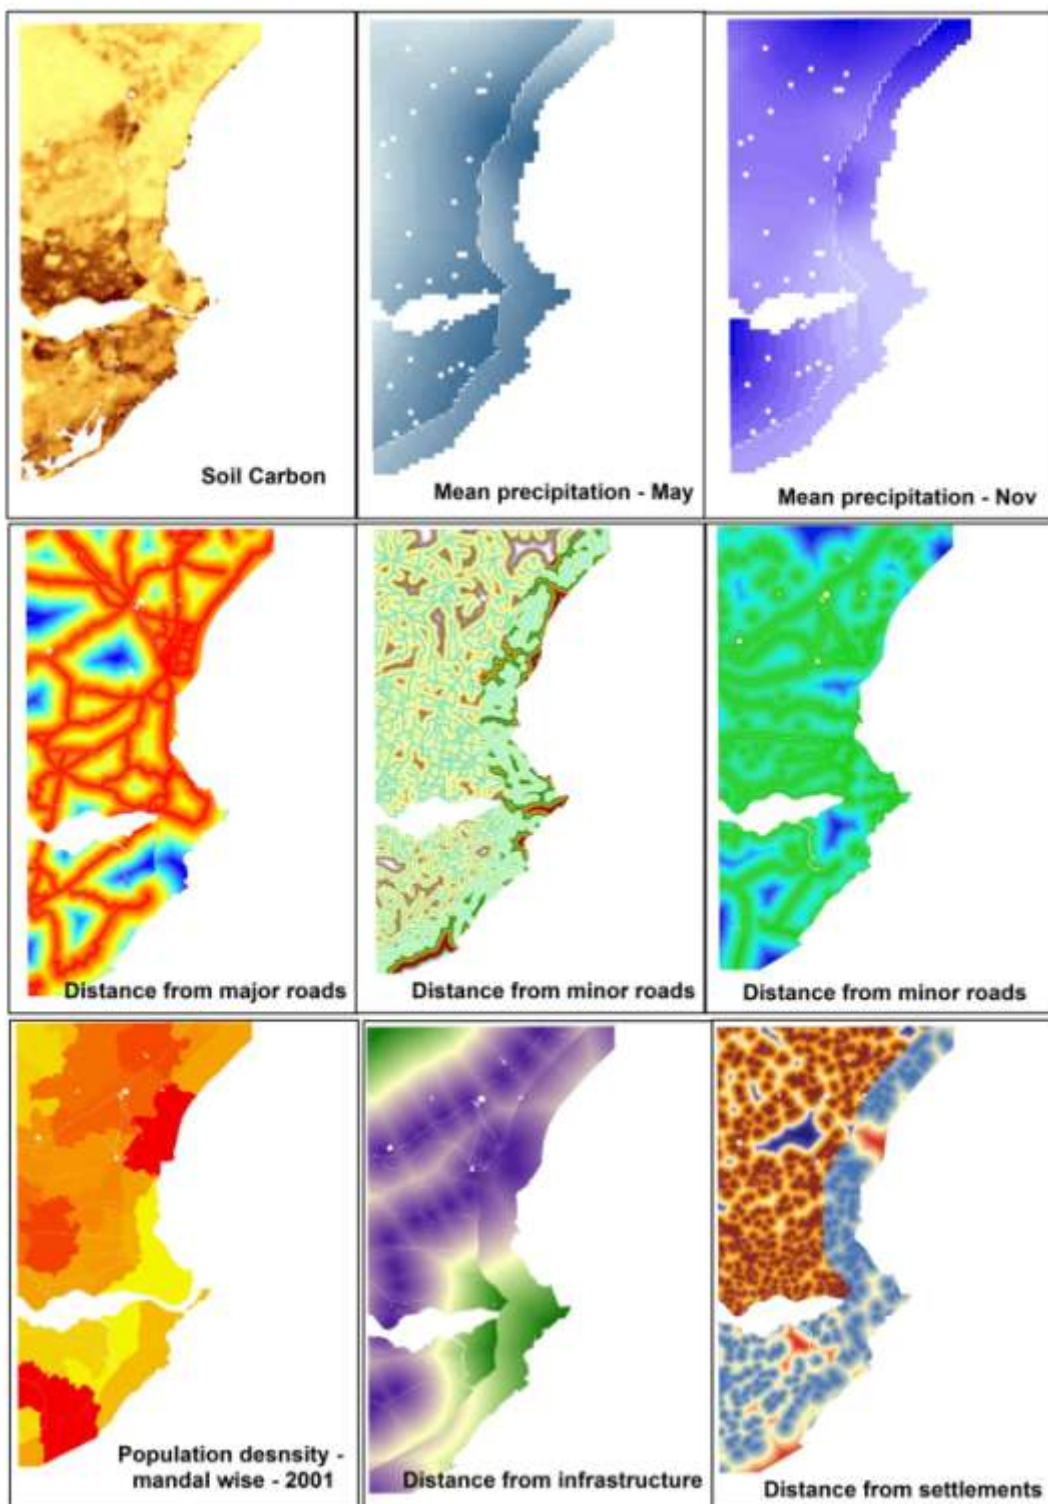 Soil Carbon
Mean precipitation - May
Mean precipitation - Nov
Distance from major roads
Distance from minor roads
Distance from minor roads
Population desnsity -
mandal wise - 2001
Distance from infrastructure
Distance from settlements